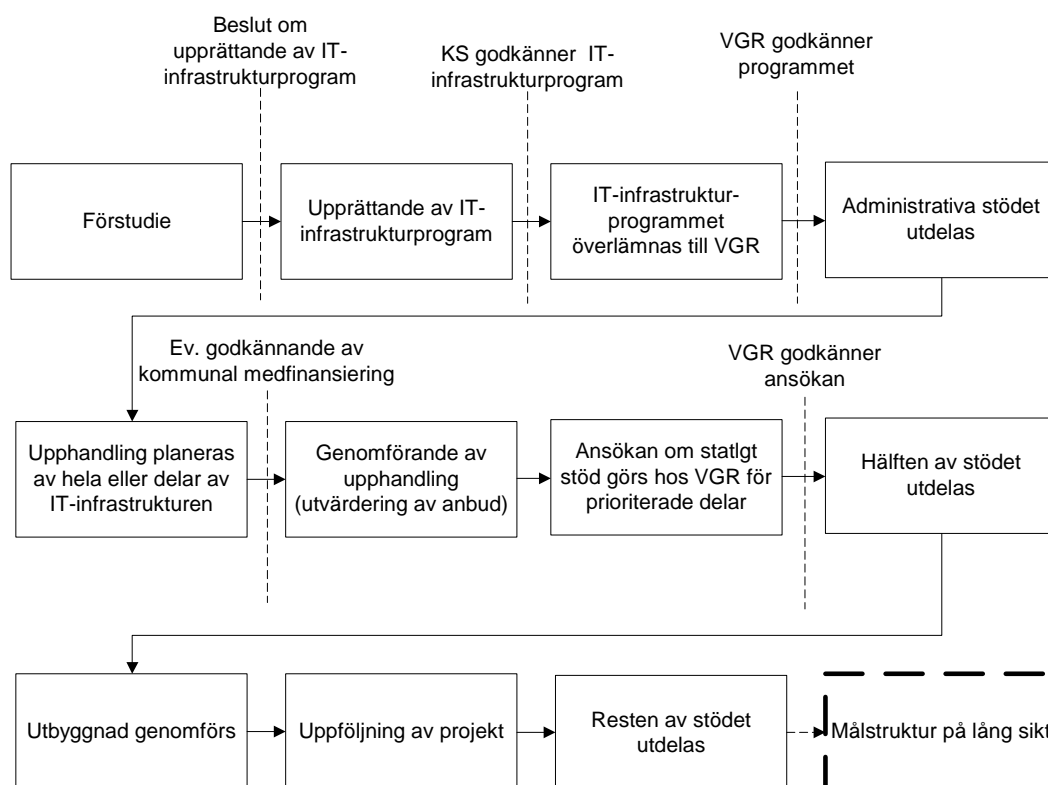 Beslut om
upprättande av IT-
infrastrukturprogram
KS godkänner IT-
infrastrukturprogram
VGR godkänner
programmet
Förstudie
Upprättande av IT-
infrastrukturprogram
IT-infrastruktur-
programmet
överlämnas till VGR
Administrativa stödet
utdelas
Ev. godkännande av
kommunal medfinansiering
VGR godkänner
ansökan
Upphandling planeras
av hela eller delar av
IT-infrastrukturen
Genomförande av
upphandling
(utvärdering av anbud)
Ansökan om statlgt
stöd görs hos VGR för
prioriterade delar
Hälften av stödet
utdelas
Utbyggnad genomförs
Uppföljning av projekt
Resten av stödet
utdelas
Målstruktur på lång sikt